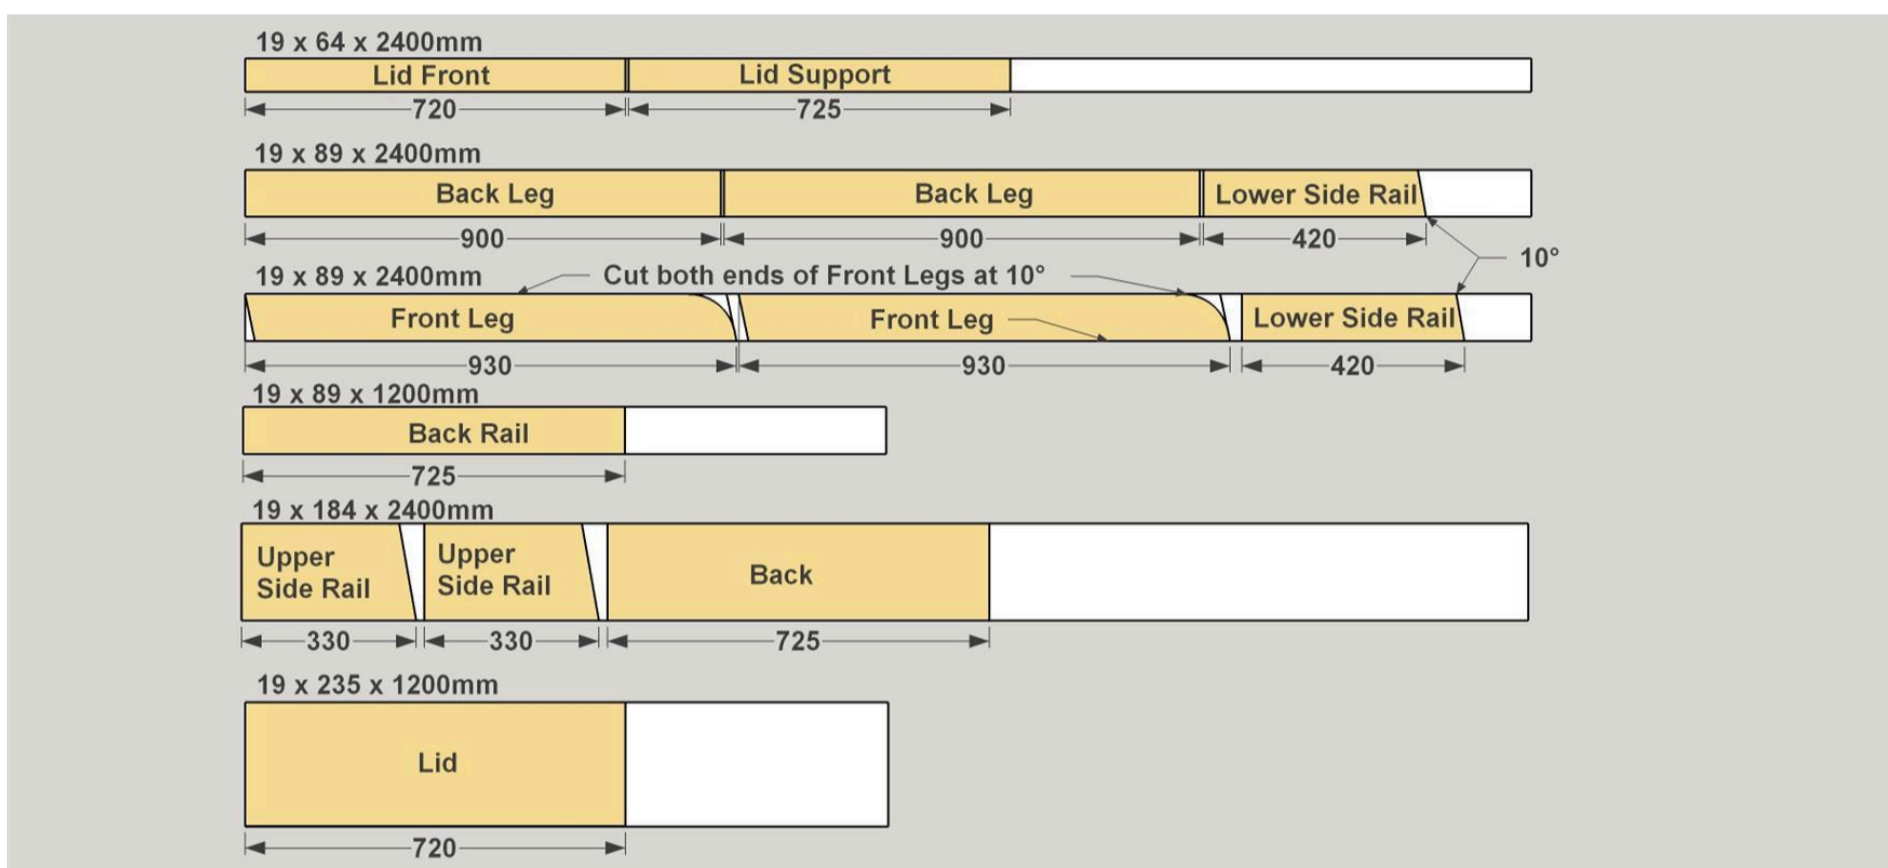 19 x 64 x 2400mm
Lid Front
Lid Support
720
725
19 x 89 x 2400mm
Back Leg
Back Leg
Lower Side Rail
900
900
420
10°
19 x 89 x 2400mm
Cut both ends of Front Legs at 10°
Front Leg
Front Leg
Lower Side Rail
930
930
420
19 x 89 x 1200mm
Back Rail
725
19 x 184 x 2400mm
Upper
Side Rail
Upper
Side Rail
Back
330
330
725
19 x 235 x 1200mm
Lid
720